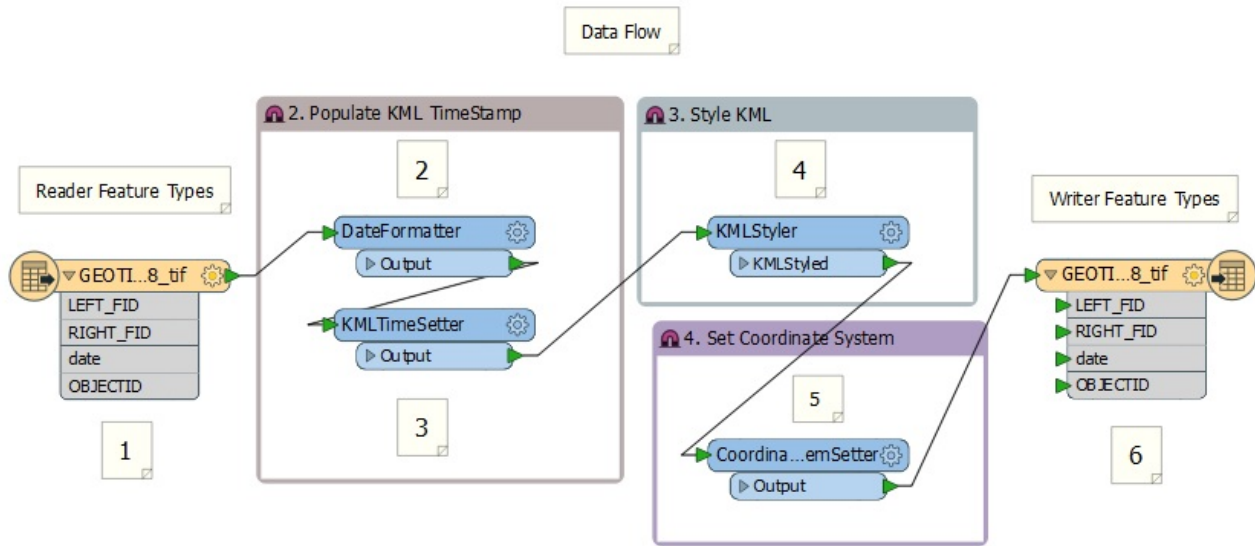 Data Flow
2. Populate KML TimeStamp
3. Style KML
2
4
Reader Feature Types
Writer Feature Types
DateFormatter
Output
KMLStyler
KMLStyled
GEOTI...8_tif
LEFT_FID
RIGHT_FID
date
OBJECTID
GEOTI...8_tif
LEFT_FID
RIGHT_FID
date
OBJECTID
KMLTimeSetter
Output
4. Set Coordinate System
1
3
5
6
Coordina...emSetter
Output